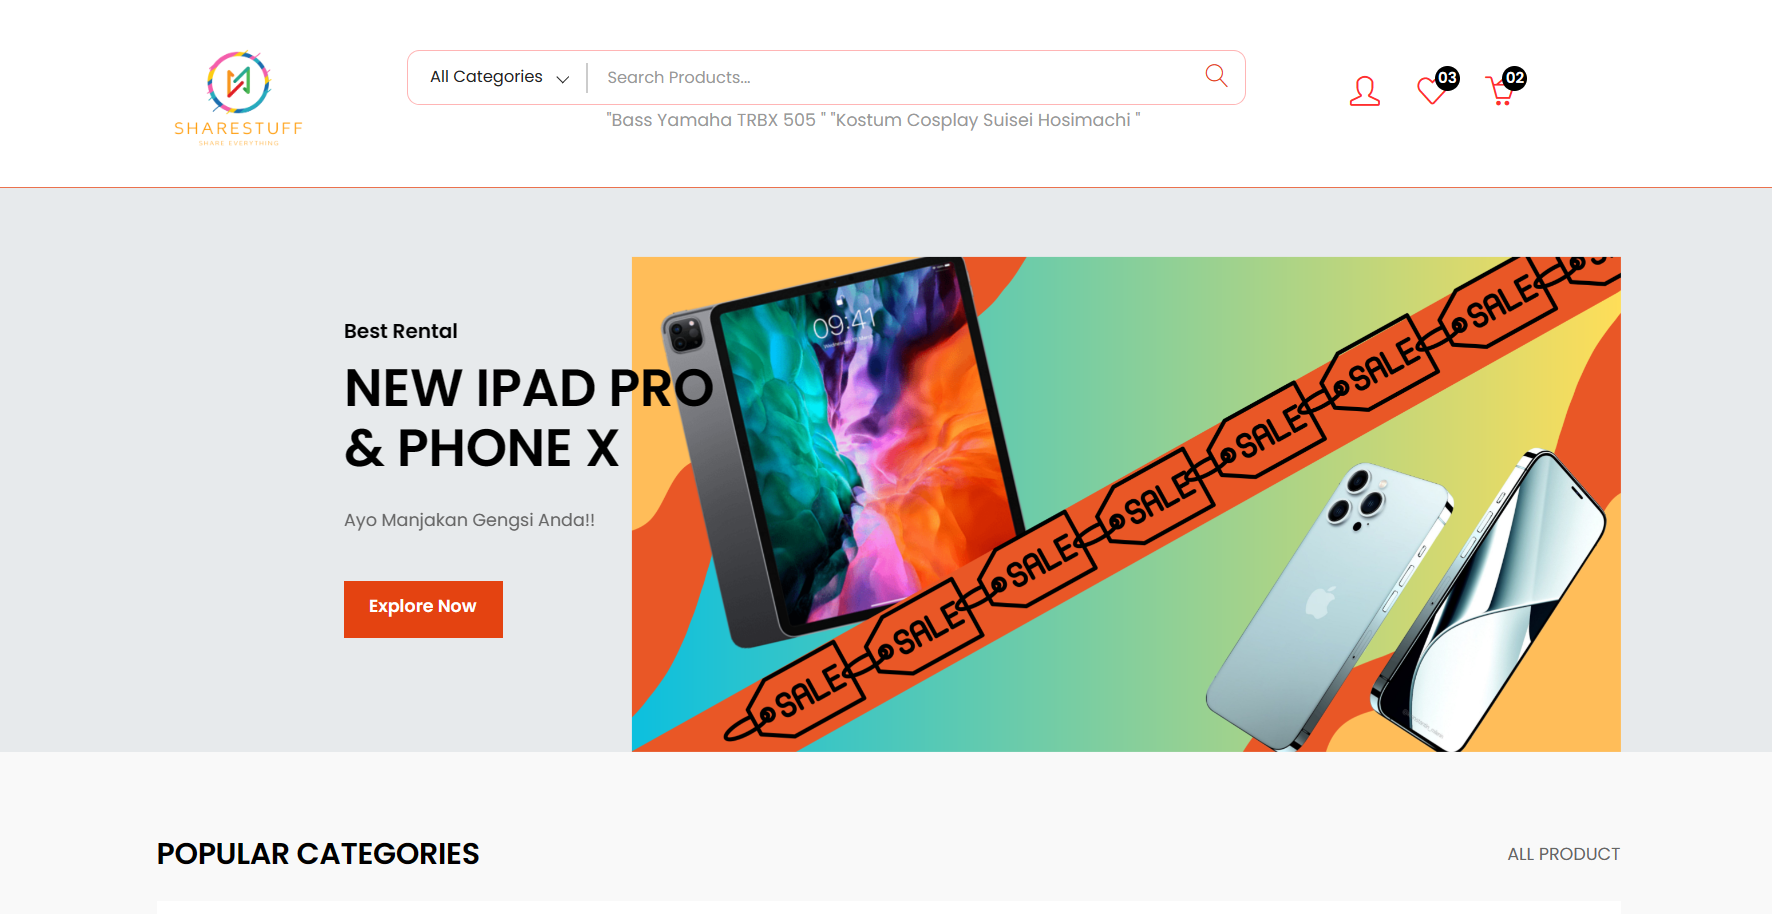 SHARESTUFF
SHARE EVERYTHING
All Categories
Search Products...
03
02
"Bass Yamaha TRBX 505 " "Kostum Cosplay Suisei Hosimachi "
Best Rental
NEW IPAD PRO
& PHONE X
Ayo Manjakan Gengsi Anda!!
Explore Now
09:41
SALE
SALE
SALE
SALE
SALE
SALE
SALE
POPULAR CATEGORIES
ALL PRODUCT